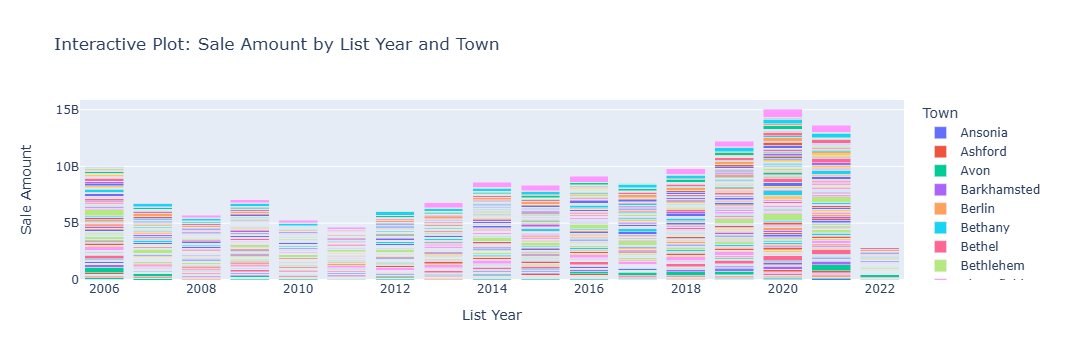 Interactive Plot: Sale Amount by List Year and Town
Town
15B
Ansonia
Ashford
Avon
10B
Barkhamsted
Berlin
Sale Amount
5B
Bethany
Bethel
Bethlehem
0
2006 2008 2010 2012 2014 2016 2018 2020 2022
List Year